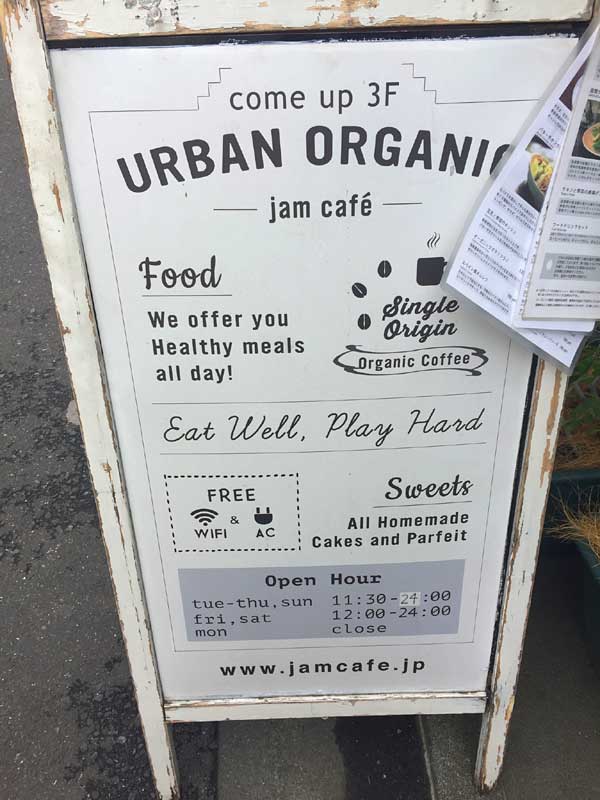 come up 3F
URBAN ORGANIC
jam café
Food
We offer you
Healthy meals
all day!
Single
Origin
Organic Coffee
Eat Well, Play Hard
FREE
WIFI & AC
Sweets
All Homemade
Cakes and Parfeit
Open Hour
tue-thu,sun 11:30-24:00
fri,sat 12:00-24:00
mon close
www.jamcafe.jp